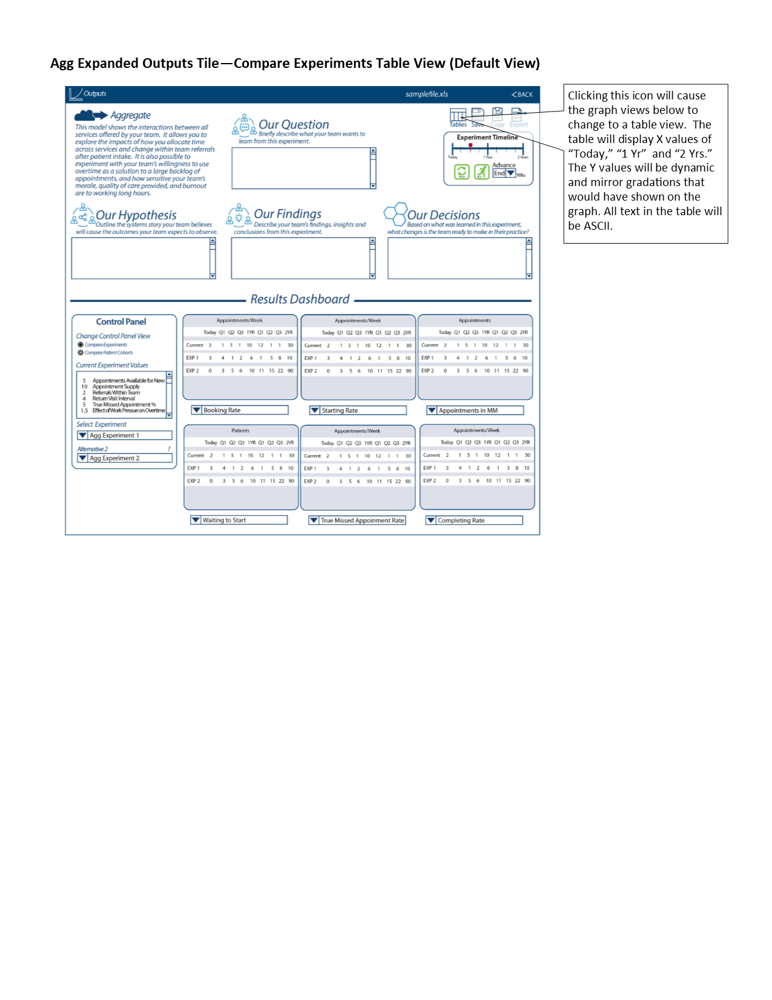 Agg Expanded Outputs Tile—Compare Experiments Table View (Default View)
Outputs
samplefile.xls
<BACK
Aggregate
This model shows the interactions between all
services offered by your team. It allows you to
explore the impacts of how you allocate time
across services and change within team referrals
after patient intake. It is also possible to
experiment with your team's willingness to use
overtime as a solution to a large backlog of
appointments, and how sensitive your team's
morale, quality of care provided, and burnout
are to working long hours.
Our Question
Briefly describe what your team wants to
learn from this experiment.
Tables Save Copy Export
Experiment Timeline
Today 1 Year 2 Years
Advance
End Wks
Clicking this icon will cause
the graph views below to
change to a table view. The
table will display X values of
“Today,” “1 Yr” and “2 Yrs.”
The Y values will be dynamic
and mirror gradations that
would have shown on the
graph. All text in the table will
be ASCII.
Our Hypothesis
Outline the systems story your team believes
will cause the outcomes your team expects to observe.
Our Findings
Describe your team's findings, insights and
conclusions from this experiment.
Our Decisions
Based on what was learned in this experiment,
what changes is the team ready to make in their practice?
Results Dashboard
Control Panel
Change Control Panel View
Compare Experiments
Compare Patient Cohorts
Current Experiment Values
5 Appointments Available for New
10 Appointment Supply
2 Referrals Within Team
4 Return Visit Interval
5 True Missed Appointment %
1.5 Effect of Work Pressue on Overtime
Select Experiment
Agg Experiment 1
Alternative 2 ?
Agg Experiment 2
Appointments/Week
Today Q1 Q2 Q3 1YR Q1 Q2 Q3 2YR
Current 2 1 5 1 10 12 1 1 30
EXP 1 3 4 1 2 6 1 5 8 10
EXP 2 0 3 5 6 10 11 15 22 90
Booking Rate
Appointments/Week
Today Q1 Q2 Q3 1YR Q1 Q2 Q3 2YR
Current 2 1 5 1 10 12 1 1 30
EXP 1 3 4 1 2 6 1 5 8 10
EXP 2 0 3 5 6 10 11 15 22 90
Starting Rate
Appointments
Today Q1 Q2 Q3 1YR Q1 Q2 Q3 2YR
Current 2 1 5 1 10 12 1 1 30
EXP 1 3 4 1 2 6 1 5 8 10
EXP 2 0 3 5 6 10 11 15 22 90
Appointments in MM
Patients
Today Q1 Q2 Q3 1YR Q1 Q2 Q3 2YR
Current 2 1 5 1 10 12 1 1 30
EXP 1 3 4 1 2 6 1 5 8 10
EXP 2 0 3 5 6 10 11 15 22 90
Waiting to Start
Appointments/Week
Today Q1 Q2 Q3 1YR Q1 Q2 Q3 2YR
Current 2 1 5 1 10 12 1 1 30
EXP 1 3 4 1 2 6 1 5 8 10
EXP 2 0 3 5 6 10 11 15 22 90
True Missed Appoinment Rate
Appointments/Week
Today Q1 Q2 Q3 1YR Q1 Q2 Q3 2YR
Current 2 1 5 1 10 12 1 1 30
EXP 1 3 4 1 2 6 1 5 8 10
EXP 2 0 3 5 6 10 11 15 22 90
Completing Rate